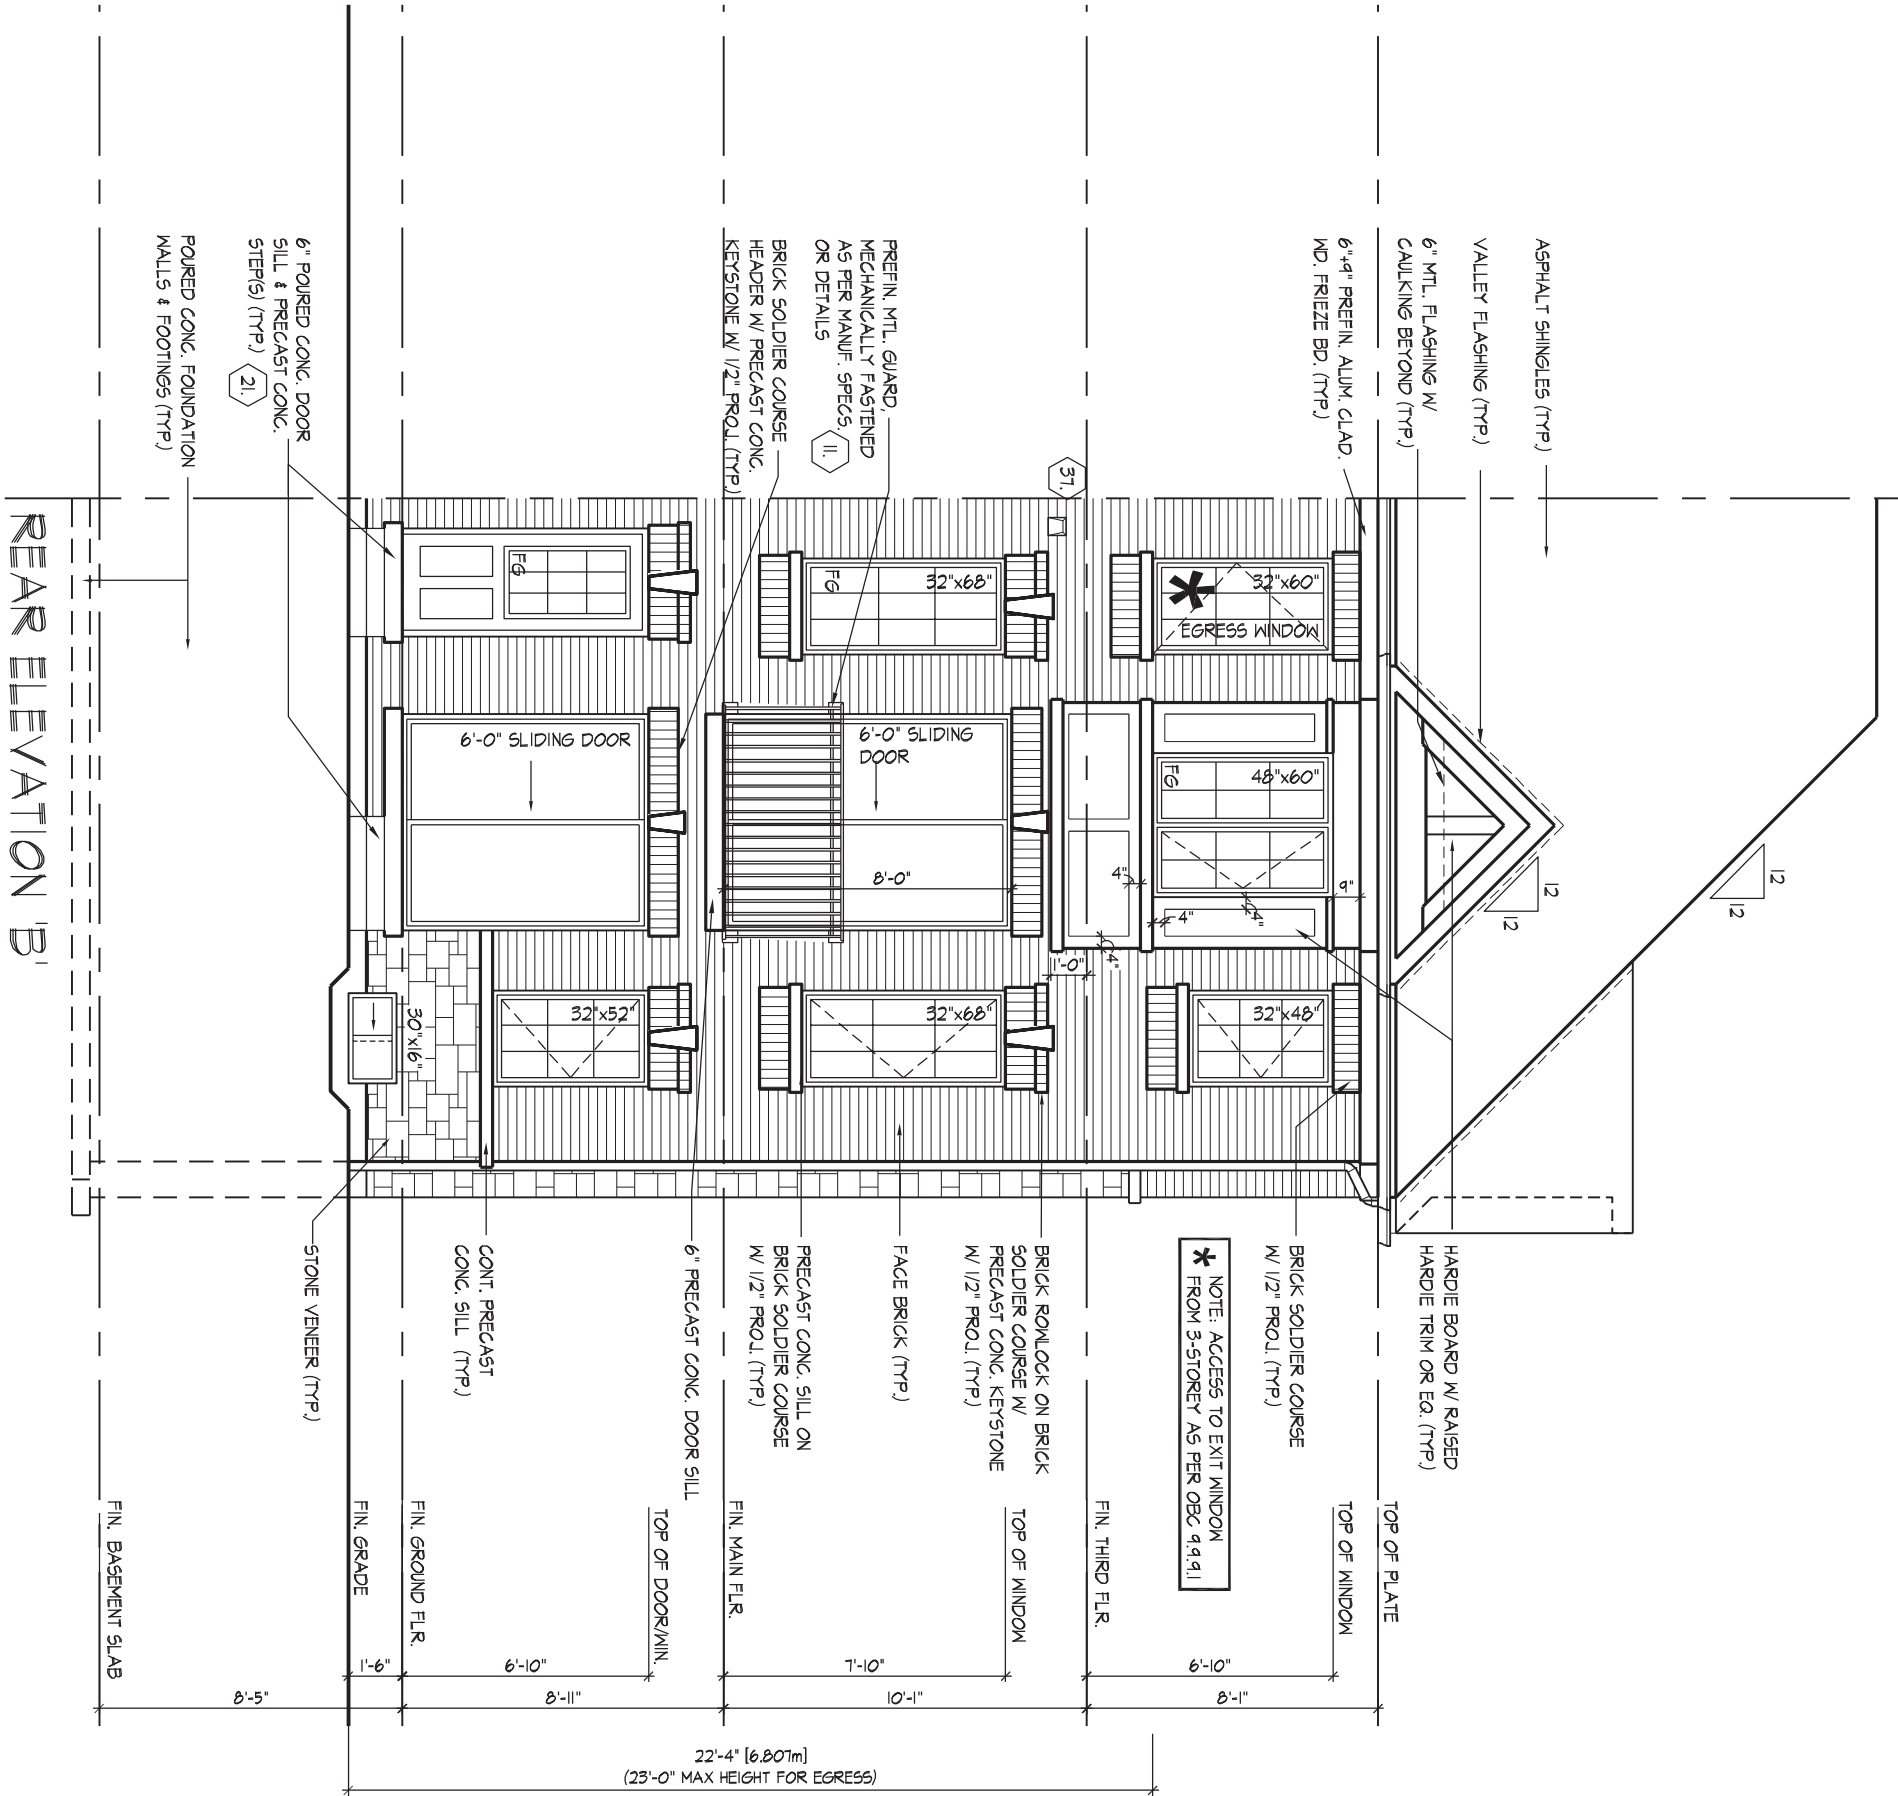 ASPHALT SHINGLES (TYP.)
VALLEY FLASHING (TYP.)
6" MTL. FLASHING W/
CAULKING BEYOND (TYP.)
6"+9" PREFIN. ALUM. CLAD.
WD. FRIEZE BD. (TYP.)
37.
PREFIN. MTL. GUARD,
MECHANICALLY FASTENED
AS PER MANUF. SPECS.
OR DETAILS
11.
BRICK SOLDIER COURSE
HEADER W/ PRECAST CONC.
KEYSTONE W/ 1/2" PROJ. (TYP.)
6" POURED CONC. DOOR
SILL & PRECAST CONC.
STEP(S) (TYP.)
21.
POURED CONC. FOUNDATION
WALLS & FOOTINGS (TYP.)
12
12
12
12
32"x60"
*
EGRESS WINDOW
48"x60"
FG
9"
4"
4"
4"
4"
1'-0"
32"x48"
32"x68"
FG
6'-0" SLIDING
DOOR
8'-0"
32"x68"
FG
6'-0" SLIDING DOOR
32"x52"
30"x16"
HARDIE BOARD W/ RAISED
HARDIE TRIM OR EQ. (TYP.)
BRICK SOLDIER COURSE
W/ 1/2" PROJ. (TYP.)
* NOTE: ACCESS TO EXIT WINDOW
FROM 3-STOREY AS PER OBC 9.9.9.1
BRICK ROWLOCK ON BRICK
SOLDIER COURSE W/
PRECAST CONC. KEYSTONE
W/ 1/2" PROJ. (TYP.)
FACE BRICK (TYP.)
PRECAST CONC. SILL ON
BRICK SOLDIER COURSE
W/ 1/2" PROJ. (TYP.)
6" PRECAST CONC. DOOR SILL
CONT. PRECAST
CONC. SILL (TYP.)
STONE VENEER (TYP.)
TOP OF PLATE
TOP OF WINDOW
FIN. THIRD FLR.
TOP OF WINDOW
FIN. MAIN FLR.
TOP OF DOOR/WIN.
FIN. GROUND FLR.
FIN. GRADE
FIN. BASEMENT SLAB
6'-10"
8'-1"
7'-10"
10'-1"
6'-10"
8'-11"
1'-6"
8'-5"
22'-4" [6.807m]
(23'-0" MAX HEIGHT FOR EGRESS)
REAR ELEVATION 'B'